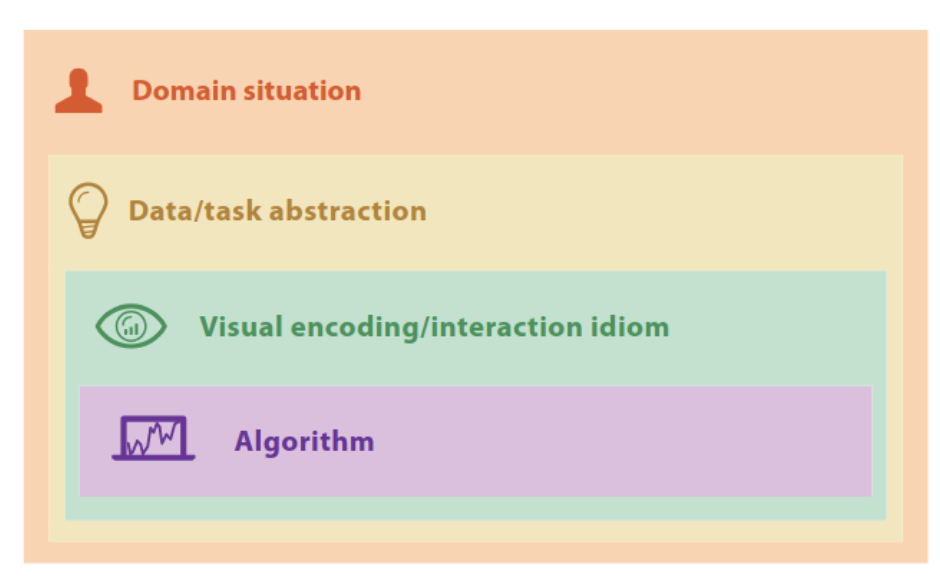 Domain situation
Data/task abstraction
Visual encoding/interaction idiom
Algorithm